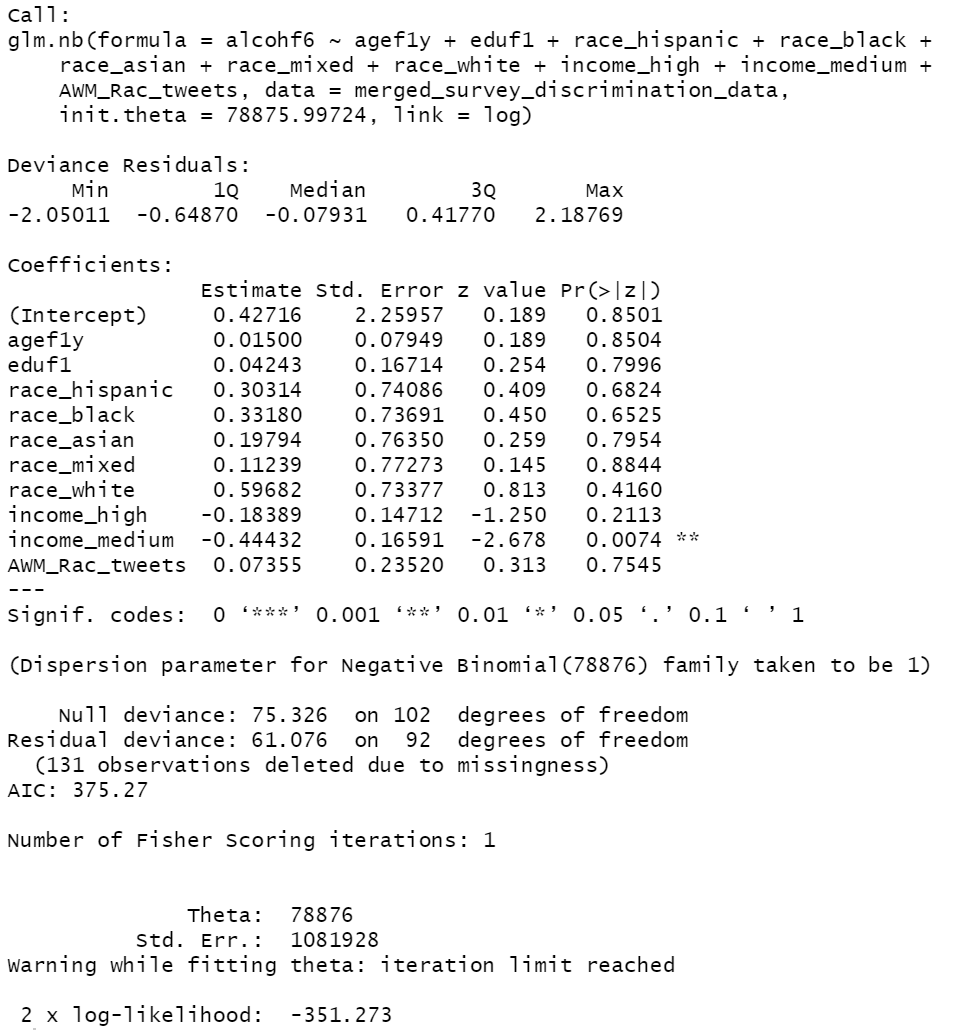 Call:
glm.nb(formula = alcohf6 ~ agef1y + eduf1 + race_hispanic + race_black +
    race_asian + race_mixed + race_white + income_high + income_medium +
    AWM_Rac_tweets, data = merged_survey_discrimination_data,
    init.theta = 78875.99724, link = log)

Deviance Residuals:
     Min        1Q    Median        3Q       Max
-2.05011  -0.64870  -0.07931   0.41770   2.18769

Coefficients:
               Estimate Std. Error z value Pr(>|z|)
(Intercept)     0.42716    2.25957   0.189   0.8501
agef1y          0.01500    0.07949   0.189   0.8504
eduf1           0.04243    0.16714   0.254   0.7996
race_hispanic   0.30314    0.74086   0.409   0.6824
race_black      0.33180    0.73691   0.450   0.6525
race_asian      0.19794    0.76350   0.259   0.7954
race_mixed      0.11239    0.77273   0.145   0.8844
race_white      0.59682    0.73377   0.813   0.4160
income_high    -0.18389    0.14712  -1.250   0.2113
income_medium  -0.44432    0.16591  -2.678   0.0074 **
AWM_Rac_tweets  0.07355    0.23520   0.313   0.7545
---
Signif. codes:  0 ‘***’ 0.001 ‘**’ 0.01 ‘*’ 0.05 ‘.’ 0.1 ‘ ’ 1

(Dispersion parameter for Negative Binomial(78876) family taken to be 1)

    Null deviance: 75.326  on 102  degrees of freedom
Residual deviance: 61.076  on  92  degrees of freedom
  (131 observations deleted due to missingness)
AIC: 375.27

Number of Fisher Scoring iterations: 1

              Theta:  78876
          Std. Err.:  1081928
Warning while fitting theta: iteration limit reached

 2 x log-likelihood:  -351.273